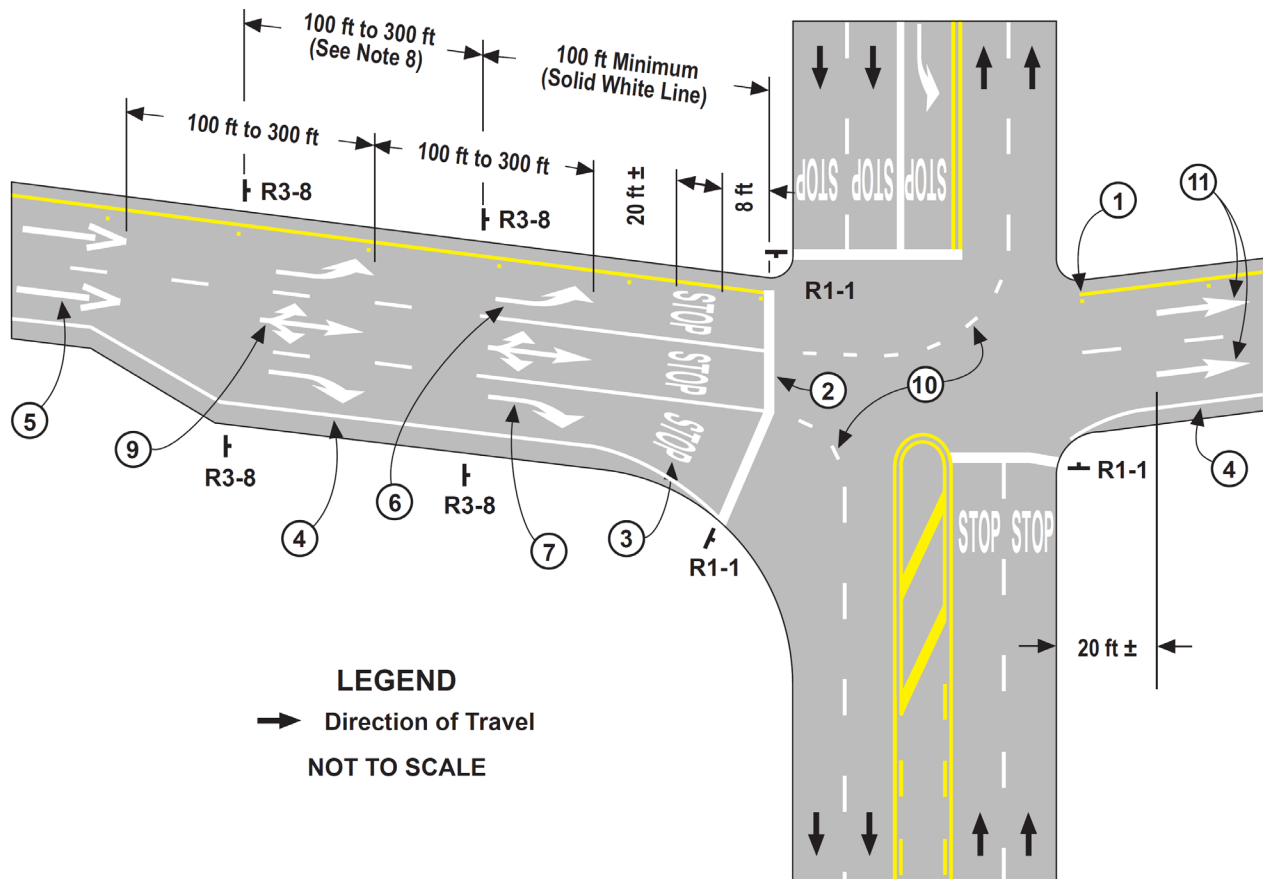 100 ft to 300 ft
(See Note 8)
100 ft Minimum
(Solid White Line)
100 ft to 300 ft
100 ft to 300 ft
20 ft ±
8 ft
R3-8
R3-8
STOP
STOP
STOP
R1-1
1
11
STOP
STOP
STOP
2
10
5
9
6
4
R3-8
R3-8
4
7
3
R1-1
R1-1
STOP
STOP
20 ft ±
LEGEND
Direction of Travel
NOT TO SCALE